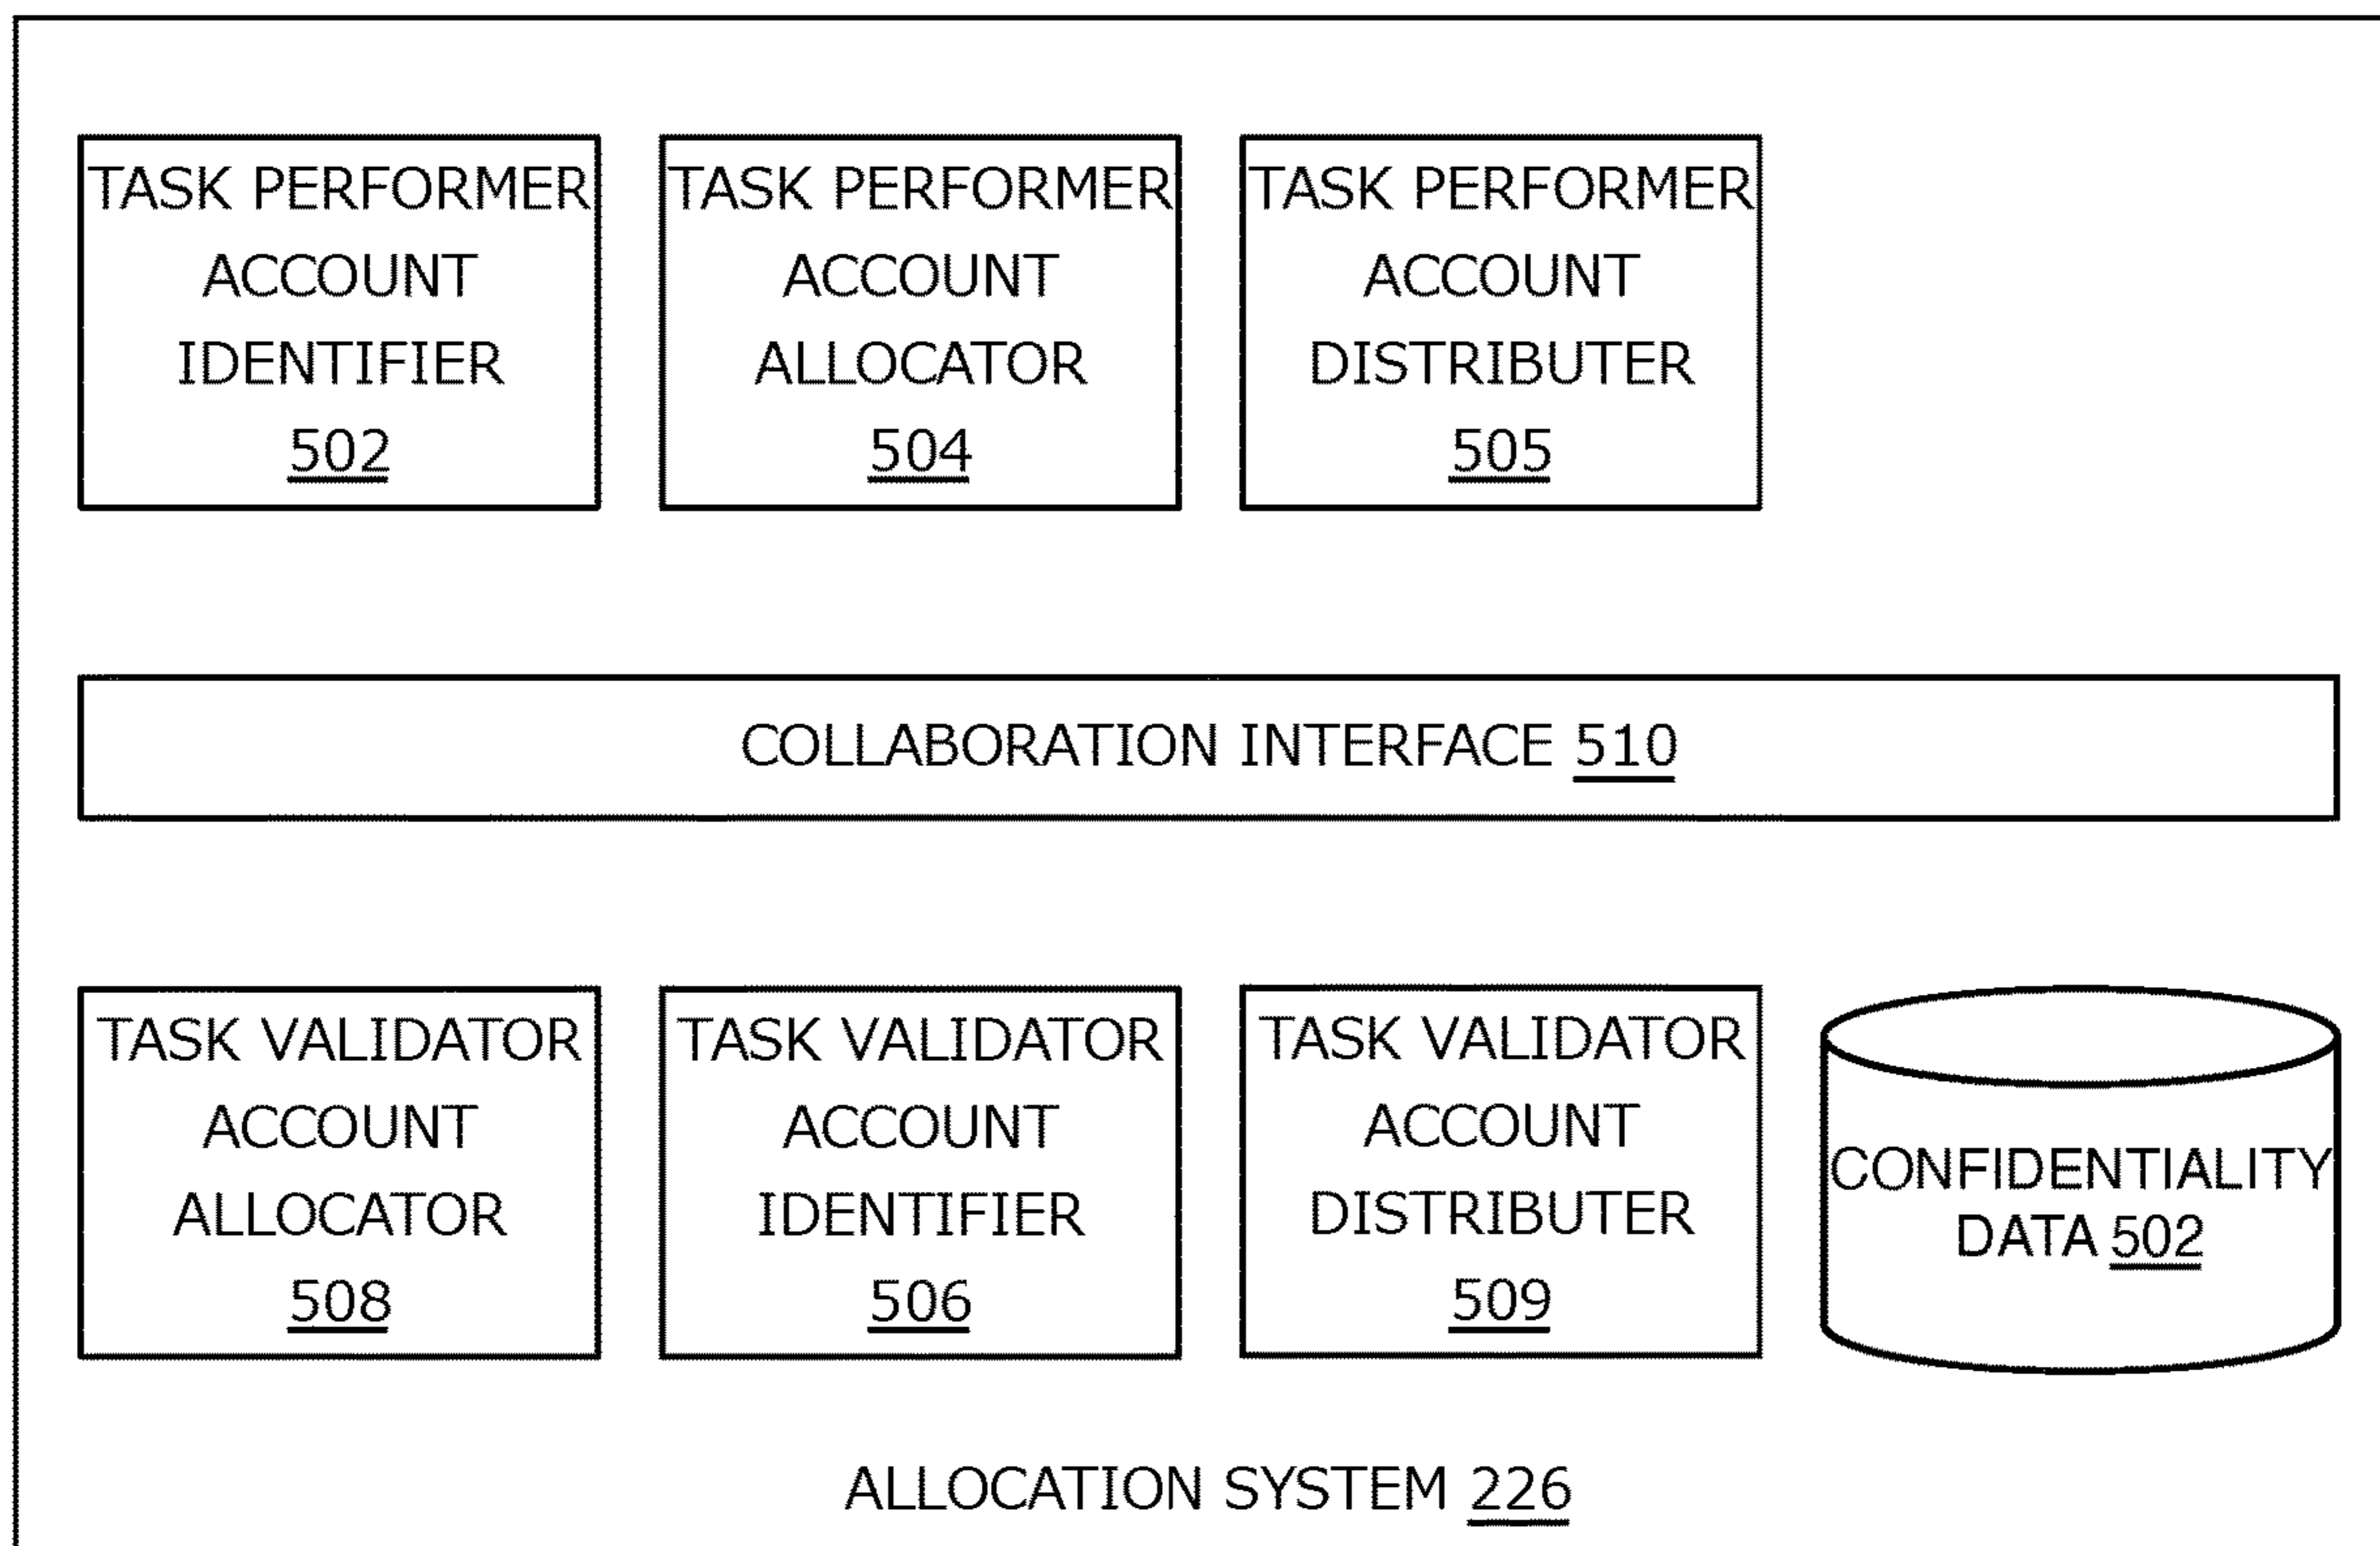 TASK PERFORMER
ACCOUNT
IDENTIFIER
502
TASK PERFORMER
ACCOUNT
ALLOCATOR
504
TASK PERFORMER
ACCOUNT
DISTRIBUTER
505
COLLABORATION INTERFACE 510
TASK VALIDATOR
ACCOUNT
ALLOCATOR
508
TASK VALIDATOR
ACCOUNT
IDENTIFIER
506
TASK VALIDATOR
ACCOUNT
DISTRIBUTER
509
CONFIDENTIALITY
DATA 502
ALLOCATION SYSTEM 226